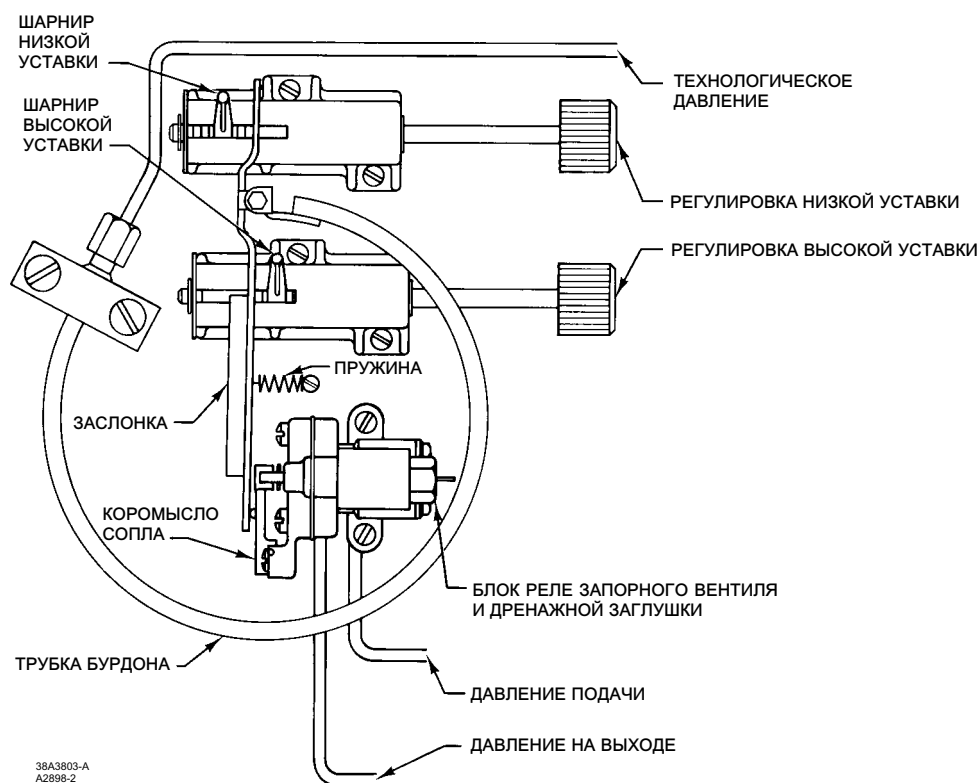 ШАРНИР
НИЗКОЙ
УСТАВКИ
ТЕХНОЛОГИЧЕСКОЕ
ДАВЛЕНИЕ
ШАРНИР
ВЫСОКОЙ
УСТАВКИ
РЕГУЛИРОВКА НИЗКОЙ УСТАВКИ
РЕГУЛИРОВКА ВЫСОКОЙ УСТАВКИ
ПРУЖИНА
ЗАСЛОНКА
КОРОМЫСЛО
СОПЛА
БЛОК РЕЛЕ ЗАПОРНОГО ВЕНТИЛЯ
И ДРЕНАЖНОЙ ЗАГЛУШКИ
ТРУБКА БУРДОНА
ДАВЛЕНИЕ ПОДАЧИ
ДАВЛЕНИЕ НА ВЫХОДЕ
38A3803-A
A2898-2